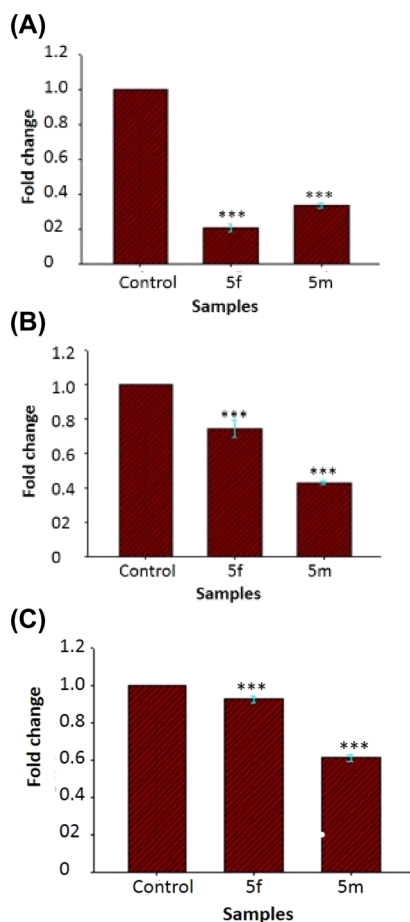 (A)
1.2
1.0
0.8
0.6
0.4
02
0
Fold change
***
***
Control 5f 5m
Samples
(B)
1.2
1.0
0.8
0.6
0.4
02
0
Fold change
***
***
Control 5f 5m
Samples
(C)
1.2
1.0
0.8
0.6
0.4
02
0
Fold change
***
***
Control 5f 5m
Samples